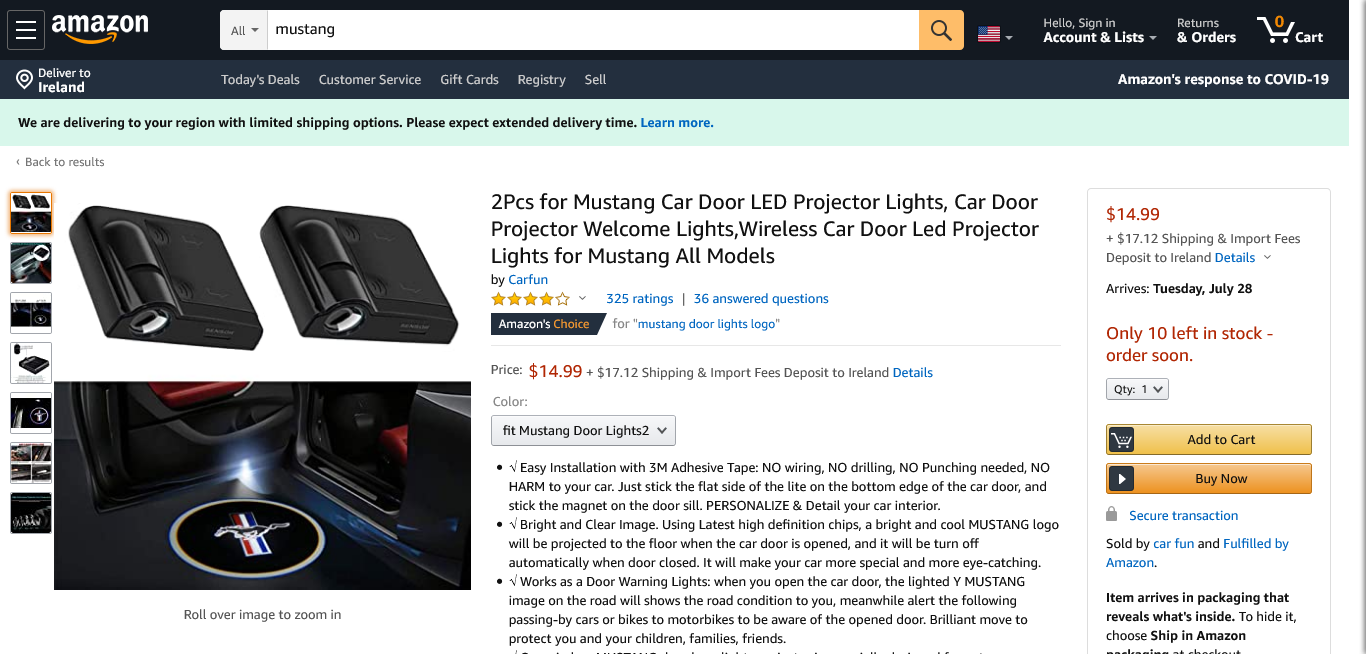 amazon
All
mustang
Hello, Sign in
Account & Lists
Returns
& Orders
0
Cart
Deliver to
Ireland
Today's Deals
Customer Service
Gift Cards
Registry
Sell
Amazon's response to COVID-19
We are delivering to your region with limited shipping options. Please expect extended delivery time. Learn more.
‹ Back to results
2Pcs for Mustang Car Door LED Projector Lights, Car Door
Projector Welcome Lights,Wireless Car Door Led Projector
Lights for Mustang All Models
by Carfun
325 ratings | 36 answered questions
Amazon's Choice for "mustang door lights logo"
Price: $14.99 + $17.12 Shipping & Import Fees Deposit to Ireland Details
Color:
fit Mustang Door Lights2
• √ Easy Installation with 3M Adhesive Tape: NO wiring, NO drilling, NO Punching needed, NO
HARM to your car. Just stick the flat side of the lite on the bottom edge of the car door, and
stick the magnet on the door sill. PERSONALIZE & Detail your car interior.
• √ Bright and Clear Image. Using Latest high definition chips, a bright and cool MUSTANG logo
will be projected to the floor when the car door is opened, and it will be turn off
automatically when door closed. It will make your car more special and more eye-catching.
• √ Works as a Door Warning Lights: when you open the car door, the lighted Y MUSTANG
image on the road will shows the road condition to you, meanwhile alert the following
passing-by cars or bikes to motorbikes to be aware of the opened door. Brilliant move to
protect you and your children, families, friends.
Roll over image to zoom in
$14.99
+ $17.12 Shipping & Import Fees
Deposit to Ireland Details
Arrives: Tuesday, July 28
Only 10 left in stock -
order soon.
Qty: 1
Add to Cart
Buy Now
Secure transaction
Sold by car fun and Fulfilled by
Amazon.
Item arrives in packaging that
reveals what's inside. To hide it,
choose Ship in Amazon
packaging at checkout.